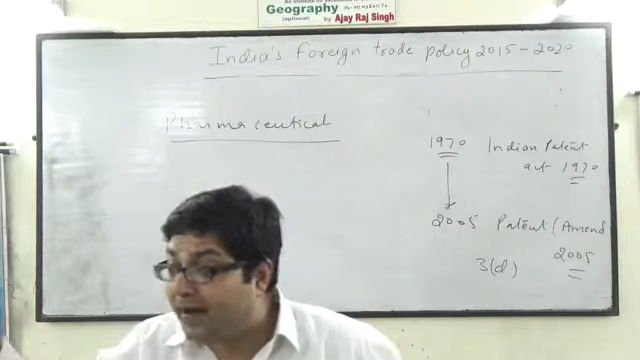 Geography
(optional) by Ajay Raj Singh
India's Foreign trade policy 2015-2020
Pharmaceutical
1970 Indian Patent
act 1970
2005 Patent (Amend
2005
3(d)